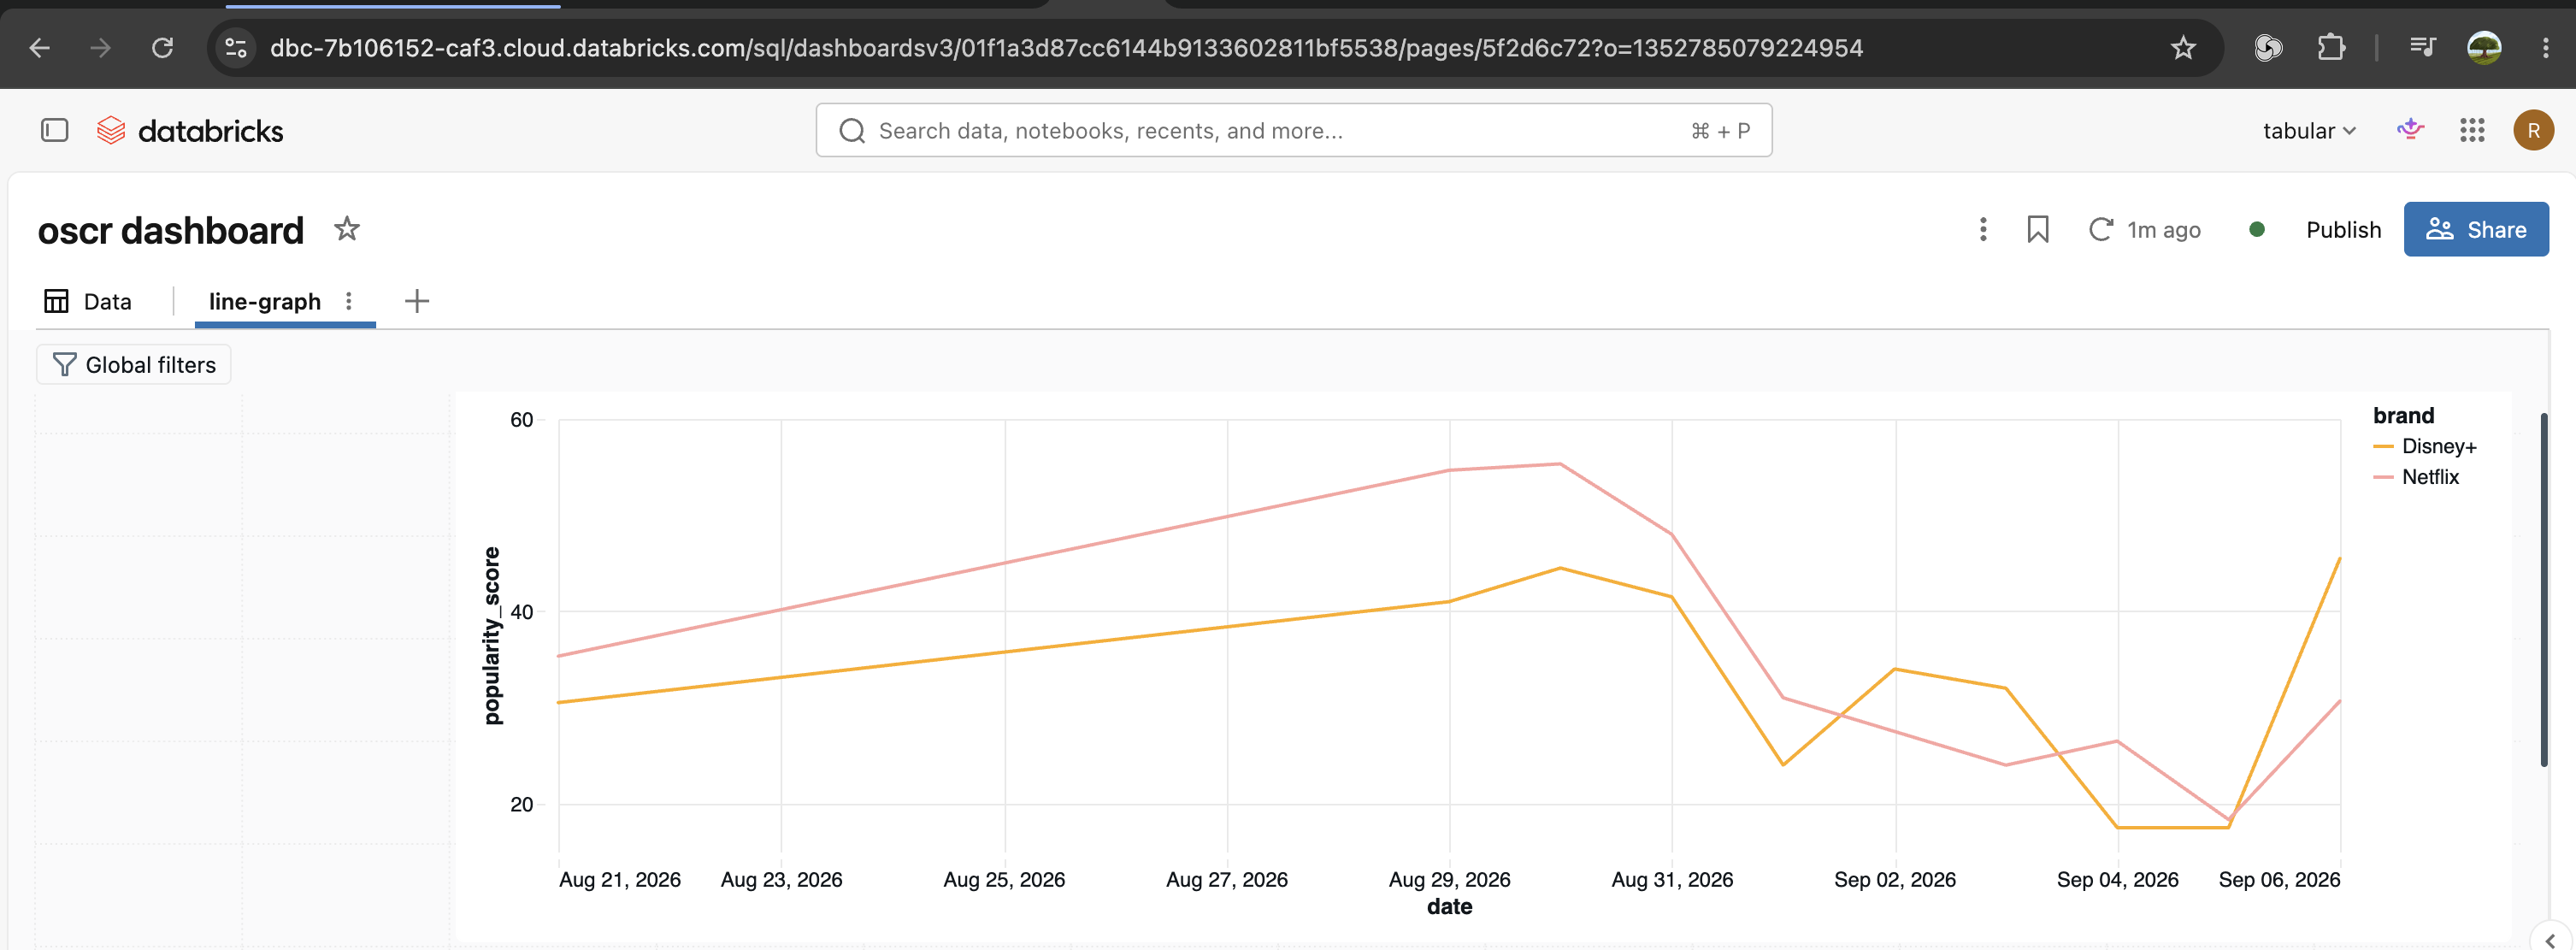 dbc-7b106152-caf3.cloud.databricks.com/sql/dashboardsv3/01f1a3d87cc6144b9133602811bf5538/pages/5f2d6c72?o=1352785079224954
databricks
Search data, notebooks, recents, and more... ⌘ + P
tabular
R
oscr dashboard
1m ago
Publish
Share
Data
line-graph
Global filters
60
40
20
popularity_score
brand
Disney+
Netflix
Aug 21, 2026 Aug 23, 2026 Aug 25, 2026 Aug 27, 2026 Aug 29, 2026 Aug 31, 2026 Sep 02, 2026 Sep 04, 2026 Sep 06, 2026
date